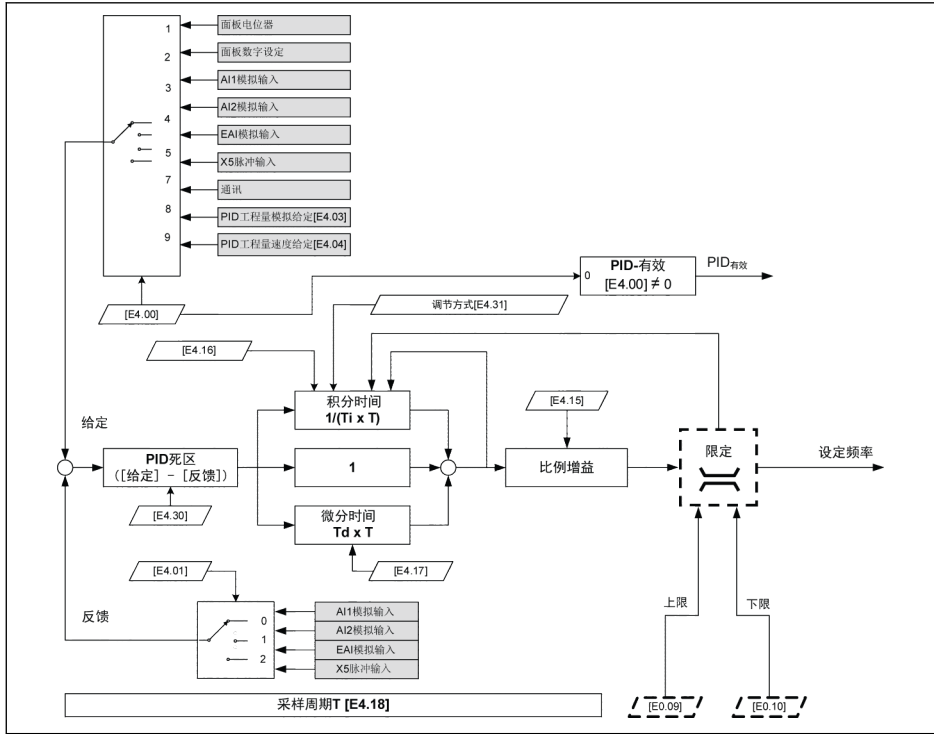 1
面板电位器
2
面板数字设定
3
AI1模拟输入
4
AI2模拟输入
EAI模拟输入
5
X5脉冲输入
7
通讯
8
PID工程量模拟给定[E4.03]
9
PID工程量速度给定[E4.04]
[E4.00]
0
PID-有效
[E4.00] ≠ 0
PID有效
调节方式[E4.31]
[E4.16]
积分时间
1/(Ti x T)
[E4.15]
给定
PID死区
([给定] - [反馈])
1
比例增益
限定
设定频率
[E4.30]
微分时间
Td x T
[E4.17]
[E4.01]
反馈
0
1
2
AI1模拟输入
AI2模拟输入
EAI模拟输入
X5脉冲输入
上限
下限
采样周期T [E4.18]
[E0.09]
[E0.10]